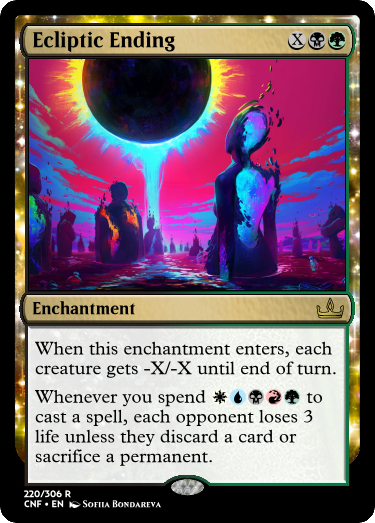 Ecliptic Ending X
Enchantment
When this enchantment enters, each
creature gets -X/-X until end of turn.
Whenever you spend to
cast a spell, each opponent loses 3
life unless they discard a card or
sacrifice a permanent.
220/306 R
CNF • EN Sofiia Bondareva